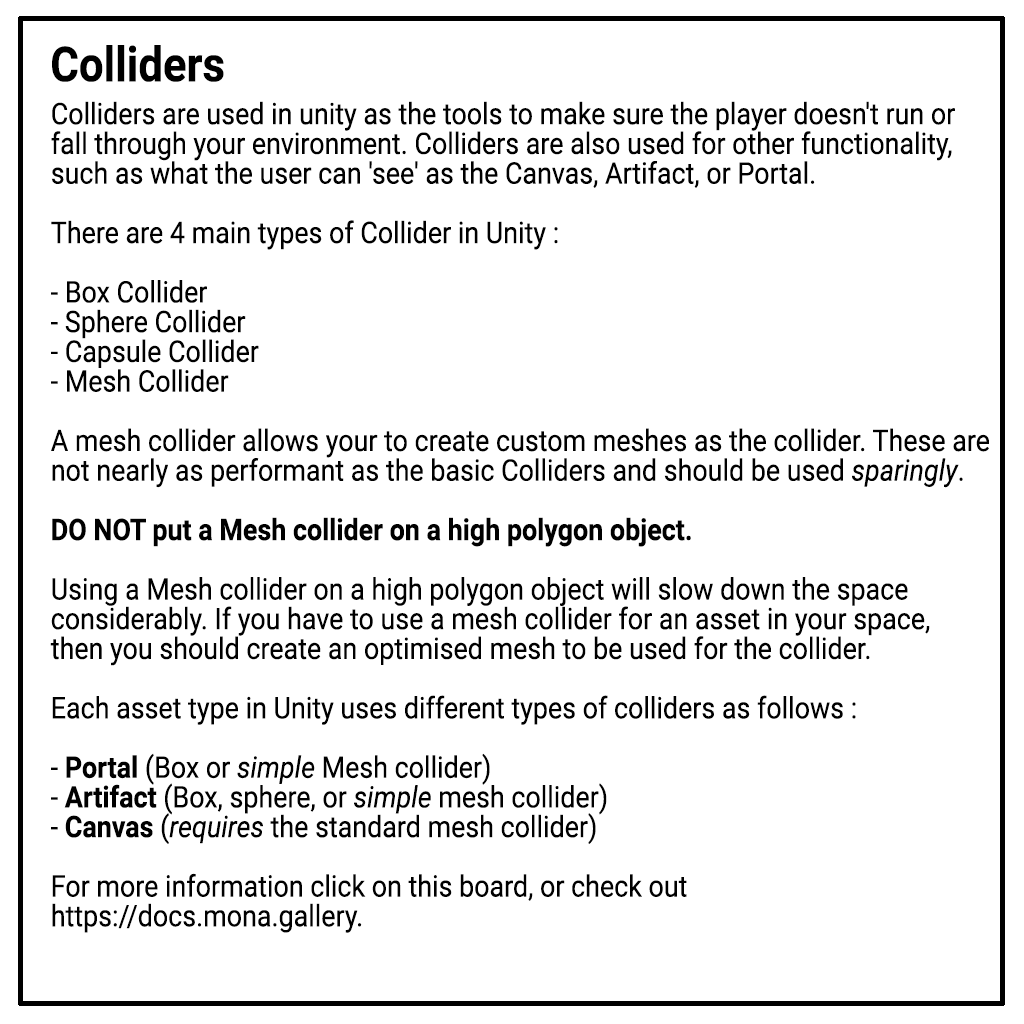 Colliders
Colliders are used in unity as the tools to make sure the player doesn't run or
fall through your environment. Colliders are also used for other functionality,
such as what the user can 'see' as the Canvas, Artifact, or Portal.
There are 4 main types of Collider in Unity :
- Box Collider
- Sphere Collider
- Capsule Collider
- Mesh Collider
A mesh collider allows your to create custom meshes as the collider. These are
not nearly as performant as the basic Colliders and should be used sparingly.
DO NOT put a Mesh collider on a high polygon object.
Using a Mesh collider on a high polygon object will slow down the space
considerably. If you have to use a mesh collider for an asset in your space,
then you should create an optimised mesh to be used for the collider.
Each asset type in Unity uses different types of colliders as follows :
- Portal (Box or simple Mesh collider)
- Artifact (Box, sphere, or simple mesh collider)
- Canvas (requires the standard mesh collider)
For more information click on this board, or check out
https://docs.mona.gallery.